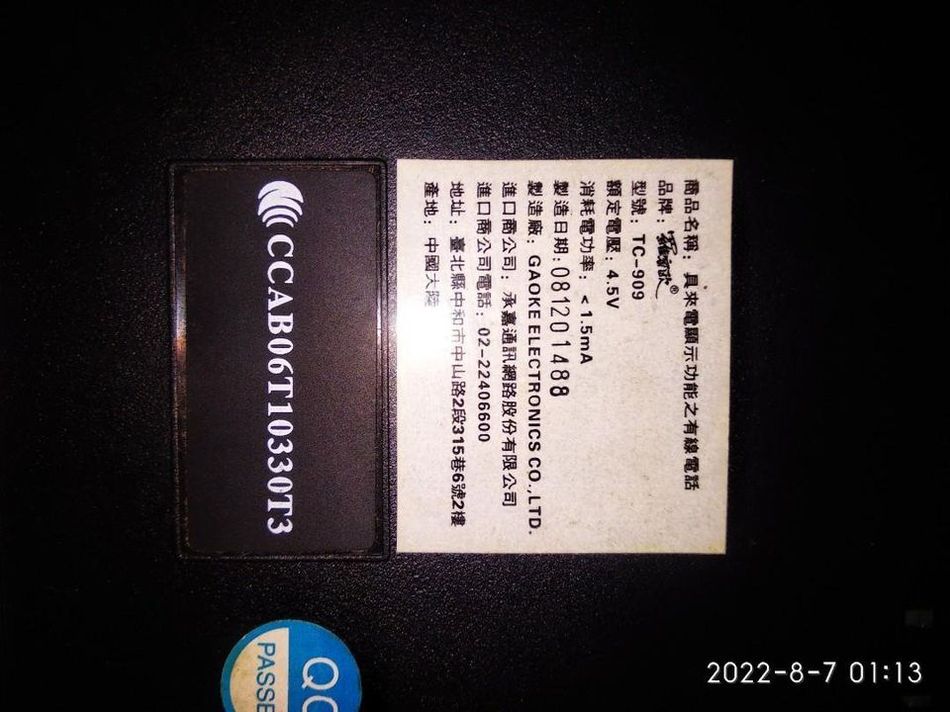 商品名稱：具來電顯示功能之有線電話
品牌：羅蜜歐®
型號：TC-909
額定電壓：4.5V
消耗電功率：<1.5mA
製造日期：081201488
製造廠：GAOKE ELECTRONICS CO.,LTD.
進口商公司：承嘉通訊網路股份有限公司
進口商公司電話：02-22406600
地址：臺北縣中和市中山路2段315巷6號2樓
產地：中國大陸
CCAB06T10330T3
QC
PASSE
2022-8-7 01:13